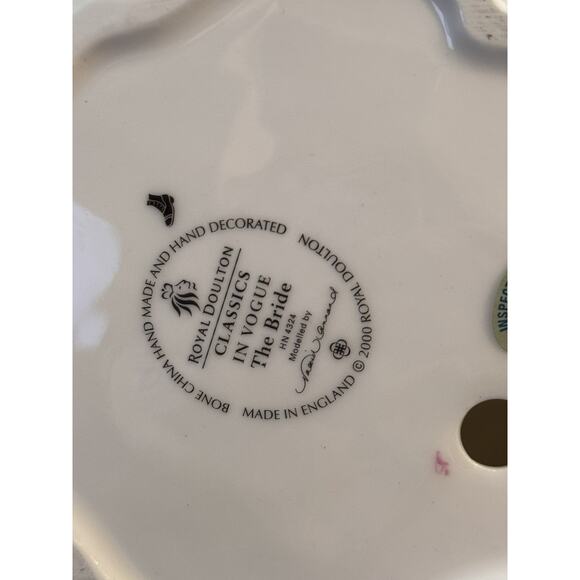 BONE CHINA HAND MADE AND HAND DECORATED
ROYAL DOULTON
CLASSICS
IN VOGUE
The Bride
HN 4324
Modelled by
MADE IN ENGLAND © 2000 ROYAL DOULTON